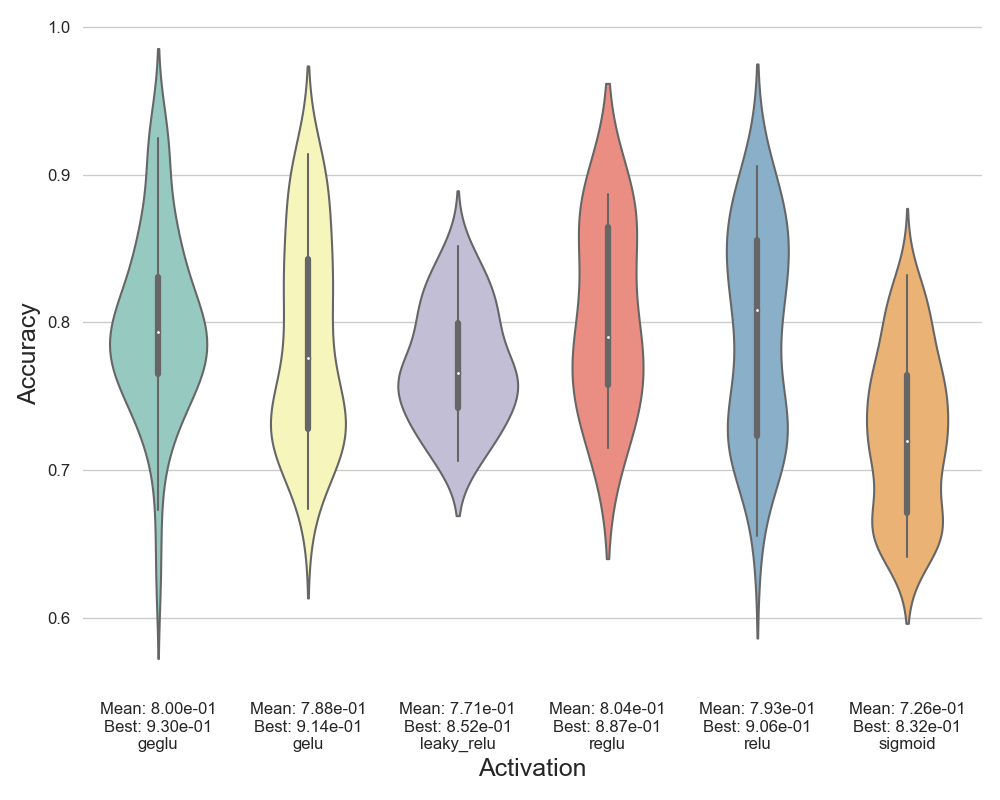 1.0
0.9
0.8
0.7
0.6
Accuracy
Mean: 8.00e-01
Best: 9.30e-01
geglu
Mean: 7.88e-01
Best: 9.14e-01
gelu
Mean: 7.71e-01
Best: 8.52e-01
leaky_relu
Mean: 8.04e-01
Best: 8.87e-01
reglu
Mean: 7.93e-01
Best: 9.06e-01
relu
Mean: 7.26e-01
Best: 8.32e-01
sigmoid
Activation